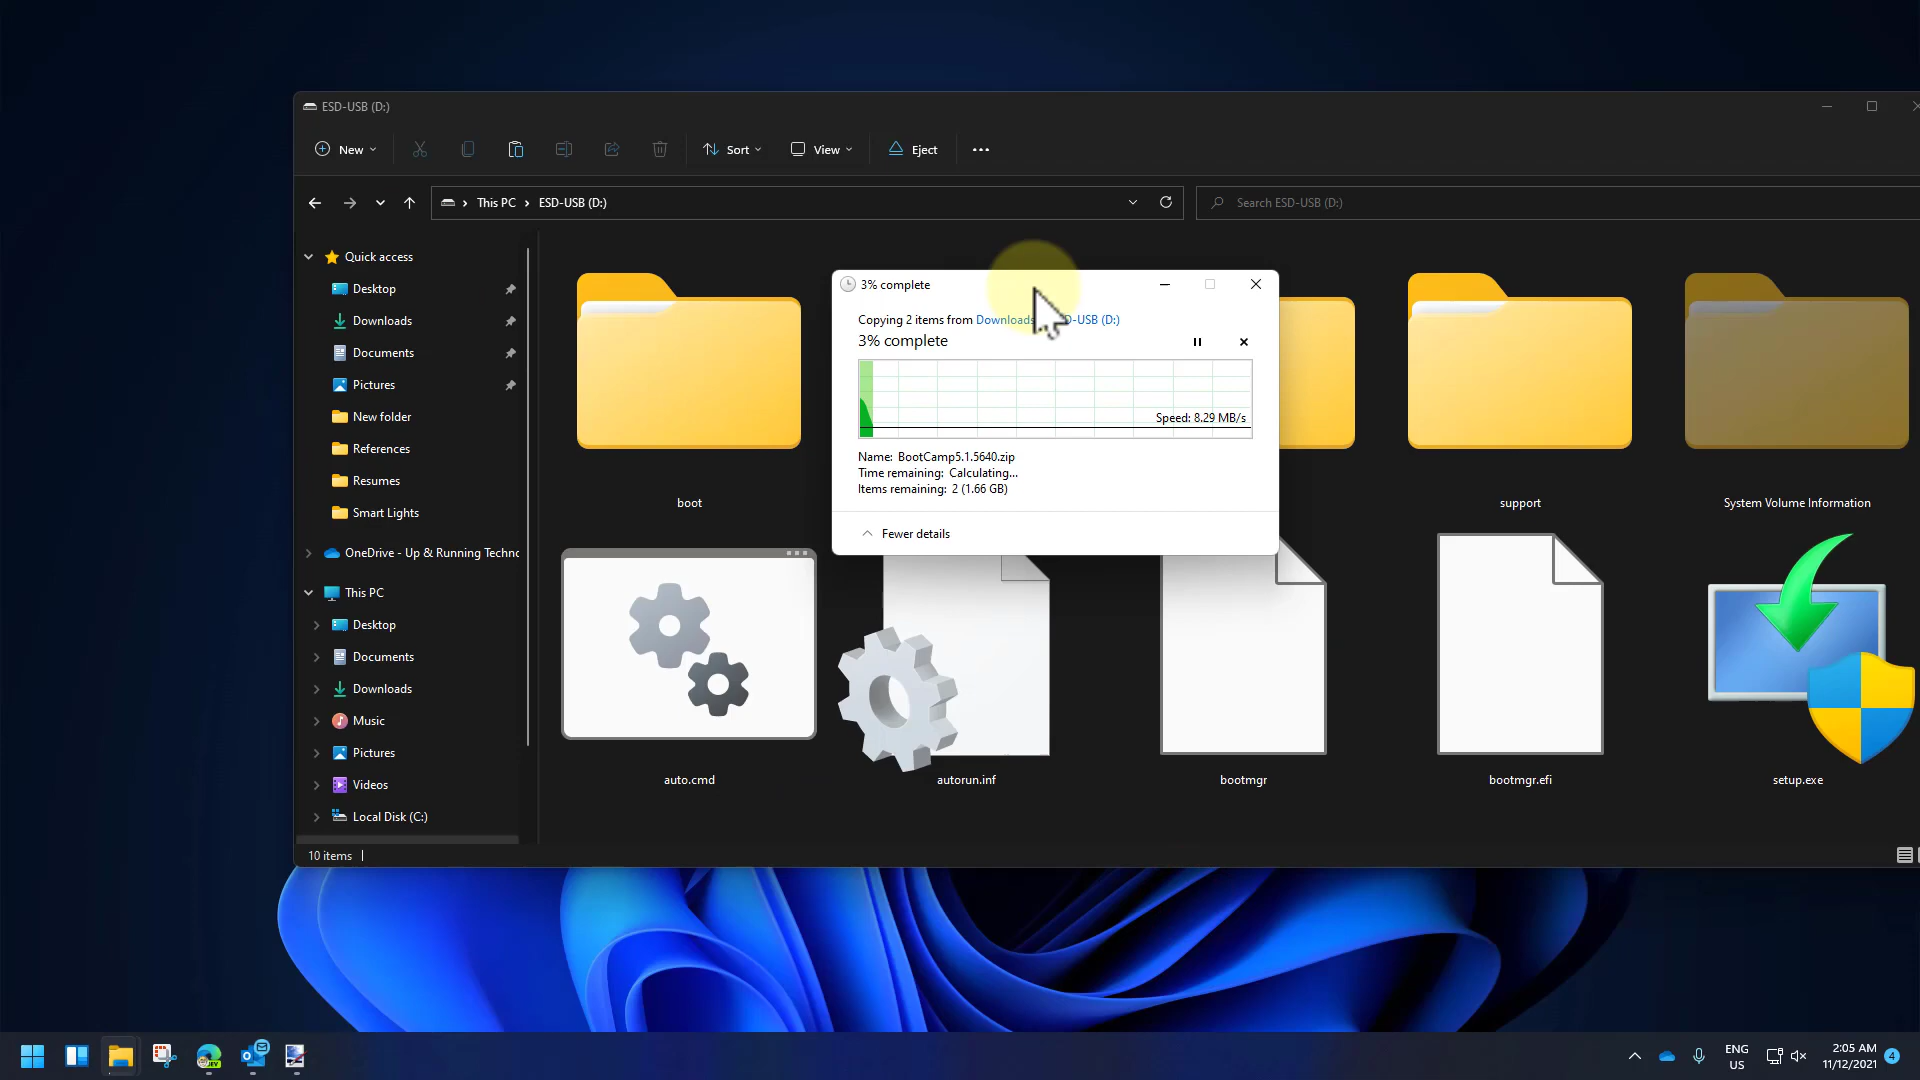 ESD-USB (D:)
New
Sort
View
Eject
This PC
ESD-USB (D:)
Search ESD-USB (D:)
Quick access
Desktop
Downloads
Documents
Pictures
New folder
References
Resumes
Smart Lights
OneDrive - Up & Running Techno
This PC
Desktop
Documents
Downloads
Music
Pictures
Videos
Local Disk (C:)
10 items
3% complete
Copying 2 items from Downloads D-USB (D:)
3% complete
Speed: 8.29 MB/s
Name: BootCamp5.1.5640.zip
Time remaining: Calculating...
Items remaining: 2 (1.66 GB)
Fewer details
boot
support
System Volume Information
auto.cmd
autorun.inf
bootmgr
bootmgr.efi
setup.exe
ENG
US
2:05 AM
11/12/2021
4